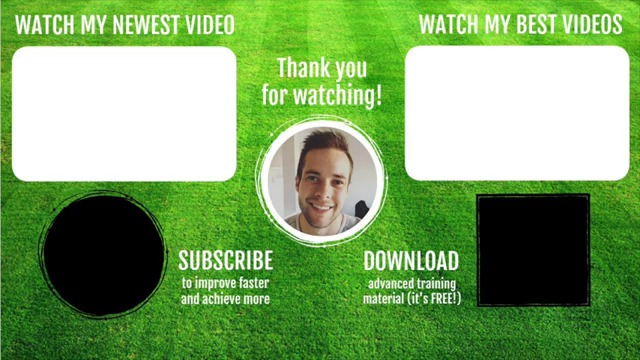 WATCH MY NEWEST VIDEO
WATCH MY BEST VIDEOS
Thank you
for watching!
SUBSCRIBE
to improve faster
and achieve more
DOWNLOAD
advanced training
material (it's FREE!)